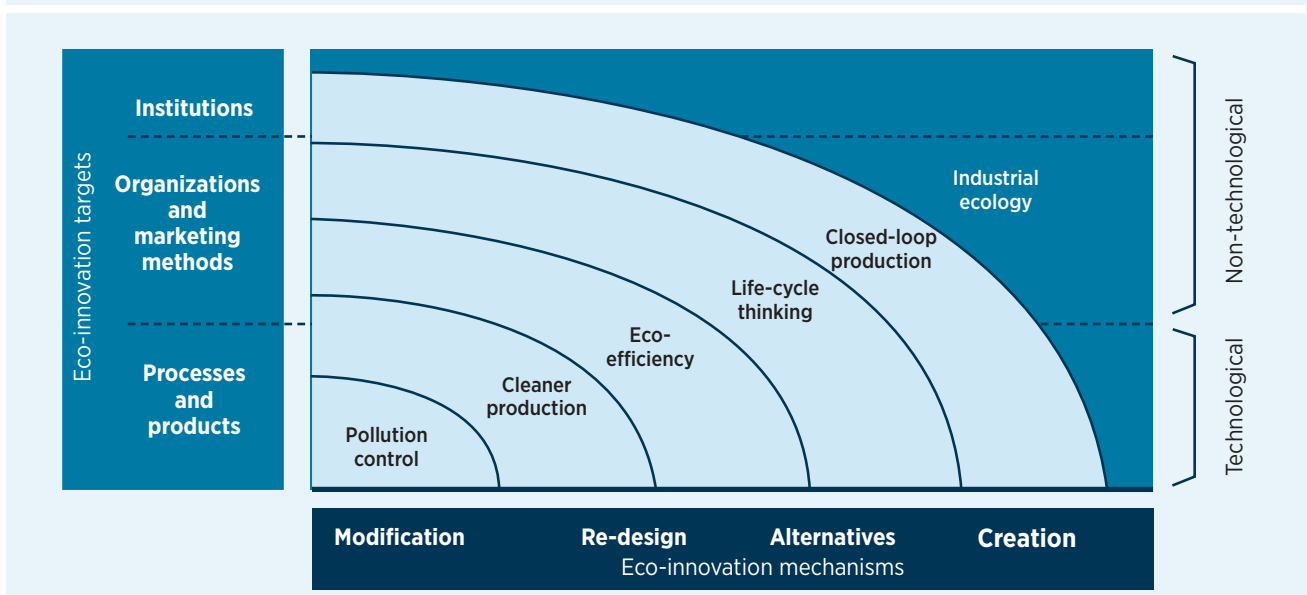 Eco-innovation targets
Institutions
Organizations
and
marketing
methods
Processes
and
products
Industrial
ecology
Closed-loop
production
Life-cycle
thinking
Eco-
efficiency
Cleaner
production
Pollution
control
Non-technological
Technological
Modification
Re-design
Alternatives
Creation
Eco-innovation mechanisms